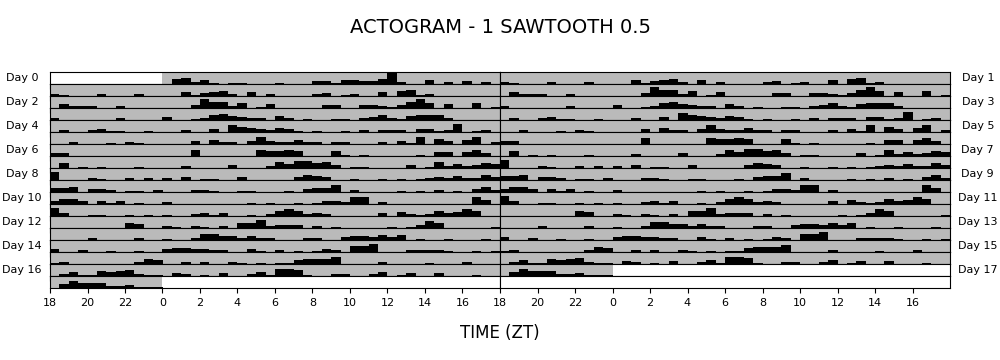 ACTOGRAM - 1 SAWTOOTH 0.5
Day 0
Day 1
Day 2
Day 3
Day 4
Day 5
Day 6
Day 7
Day 8
Day 9
Day 10
Day 11
Day 12
Day 13
Day 14
Day 15
Day 16
Day 17
18 20 22 0 2 4 6 8 10 12 14 16 18 20 22 0 2 4 6 8 10 12 14 16
TIME (ZT)